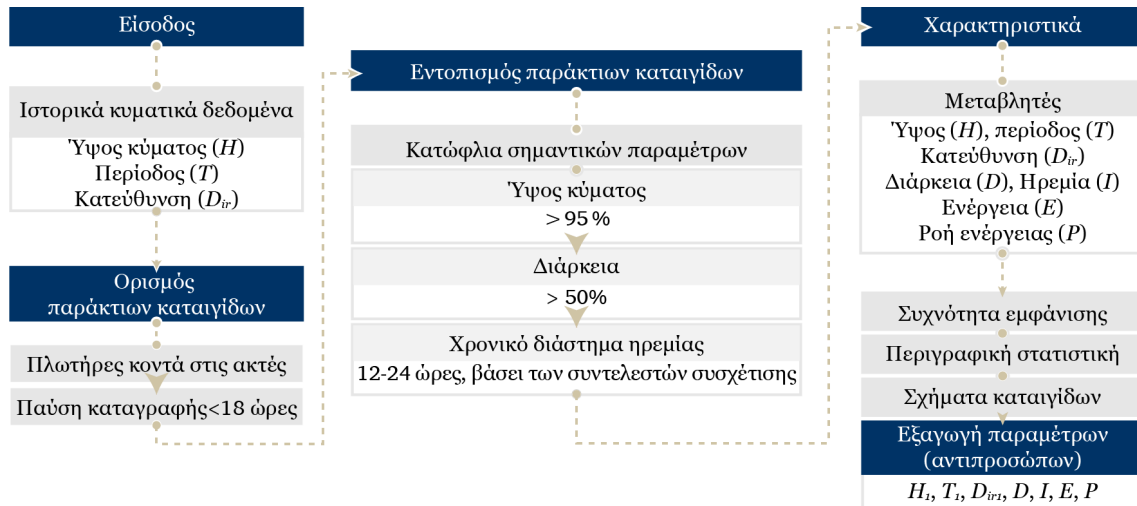 Είσοδος
Ιστορικά κυματικά δεδομένα
Ύψος κύματος (H)
Περίοδος (T)
Κατεύθυνση (Dir)
Ορισμός
παράκτιων καταιγίδων
Πλωτήρες κοντά στις ακτές
Παύση καταγραφής<18 ώρες
Εντοπισμός παράκτιων καταιγίδων
Κατώφλια σημαντικών παραμέτρων
Ύψος κύματος
> 95 %
Διάρκεια
> 50%
Χρονικό διάστημα ηρεμίας
12-24 ώρες, βάσει των συντελεστών συσχέτισης
Χαρακτηριστικά
Μεταβλητές
Ύψος (H), περίοδος (T)
Κατεύθυνση (Dir)
Διάρκεια (D), Ηρεμία (I)
Ενέργεια (E)
Ροή ενέργειας (P)
Συχνότητα εμφάνισης
Περιγραφική στατιστική
Σχήματα καταιγίδων
Εξαγωγή παραμέτρων
(αντιπροσώπων)
H1, T1, Dir1, D, I, E, P